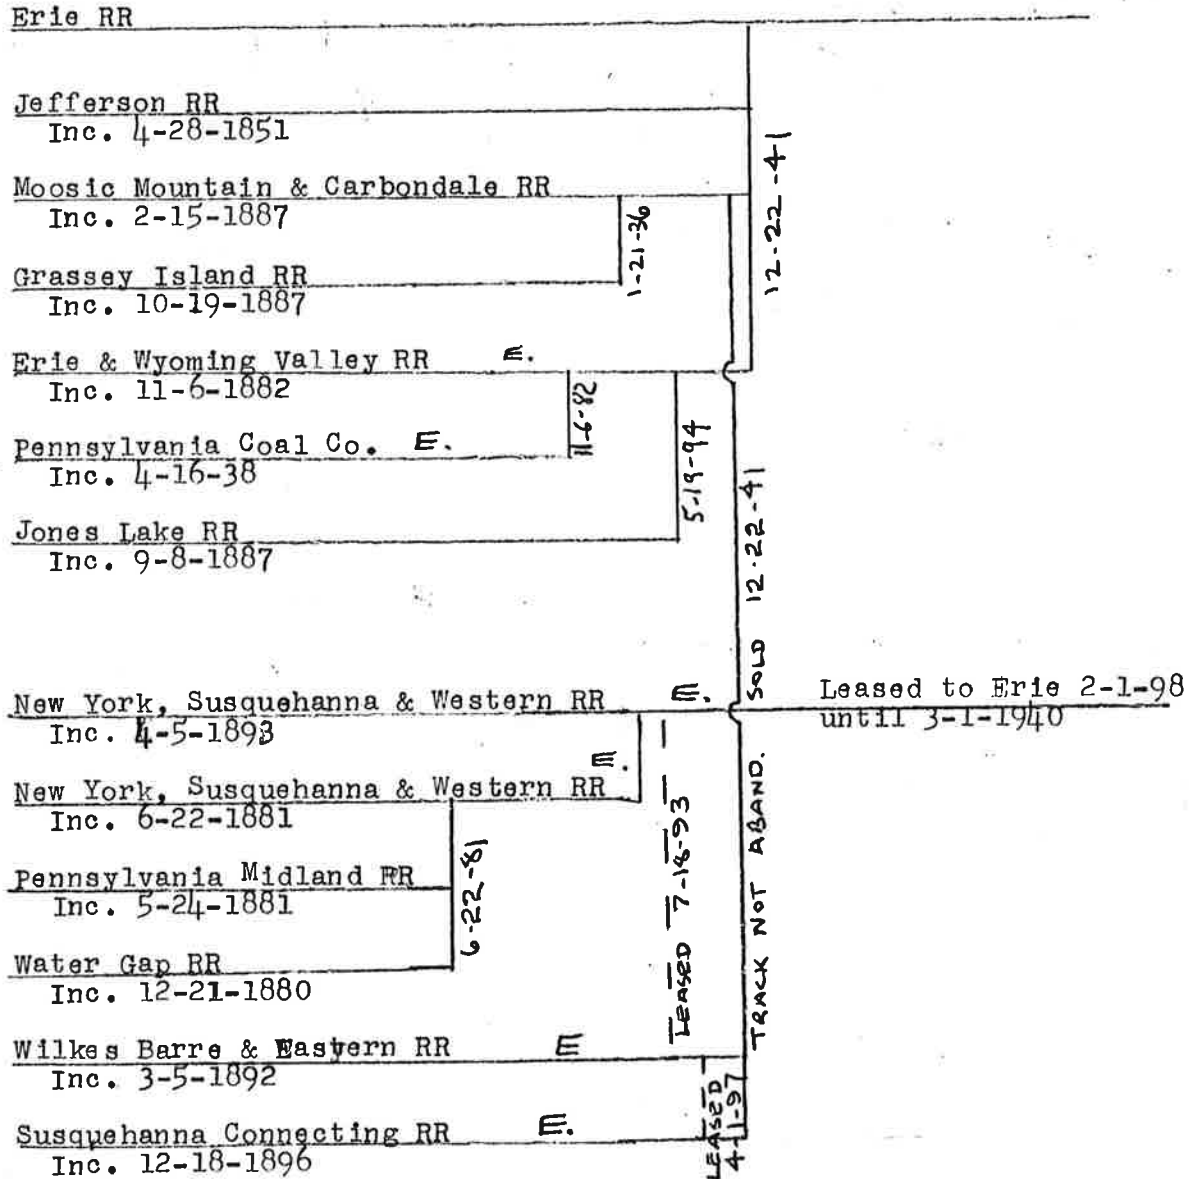 Erie RR
Jefferson RR
Inc. 4-28-1851
12-22-41
Moosic Mountain & Carbondale RR
Inc. 2-15-1887
1-21-36
Grassey Island RR
Inc. 10-19-1887
Erie & Wyoming Valley RR E.
Inc. 11-6-1882
11-6-82
Pennsylvania Coal Co. E.
Inc. 4-16-38
5-19-94
Jones Lake RR
Inc. 9-8-1887
SOLD 12-22-41
New York, Susquehanna & Western RR E.
Inc. 4-5-1893
Leased to Erie 2-1-98
until 3-1-1940
E.
New York, Susquehanna & Western RR
Inc. 6-22-1881
6-22-81
LEASED 7-18-93
TRACK NOT ABAND.
Pennsylvania Midland RR
Inc. 5-24-1881
Water Gap RR
Inc. 12-21-1880
Wilkes Barre & Eastern RR E
Inc. 3-5-1892
LEASED
4-1-97
Susquehanna Connecting RR E.
Inc. 12-18-1896